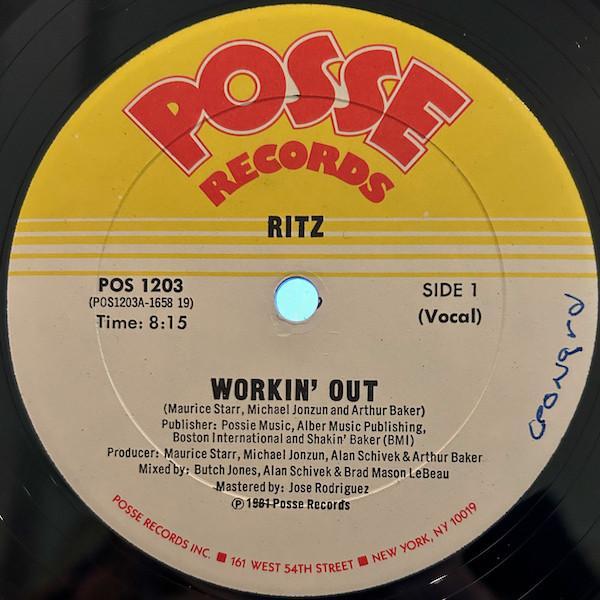 POSSE
RECORDS
RITZ
POS 1203
(POS1203A-1658 19)
Time: 8:15
SIDE 1
(Vocal)
WORKIN' OUT
(Maurice Starr, Michael Jonzun and Arthur Baker)
Publisher: Possie Music, Alber Music Publishing,
Boston International and Shakin' Baker (BMI)
Producer: Maurice Starr, Michael Jonzun, Alan Schivek & Arthur Baker
Mixed by: Butch Jones, Alan Schivek & Brad Mason LeBeau
Mastered by: Jose Rodriguez
Ⓟ 1981 Posse Records
POSSE RECORDS INC. ■ 161 WEST 54TH STREET ■ NEW YORK, NY 10019